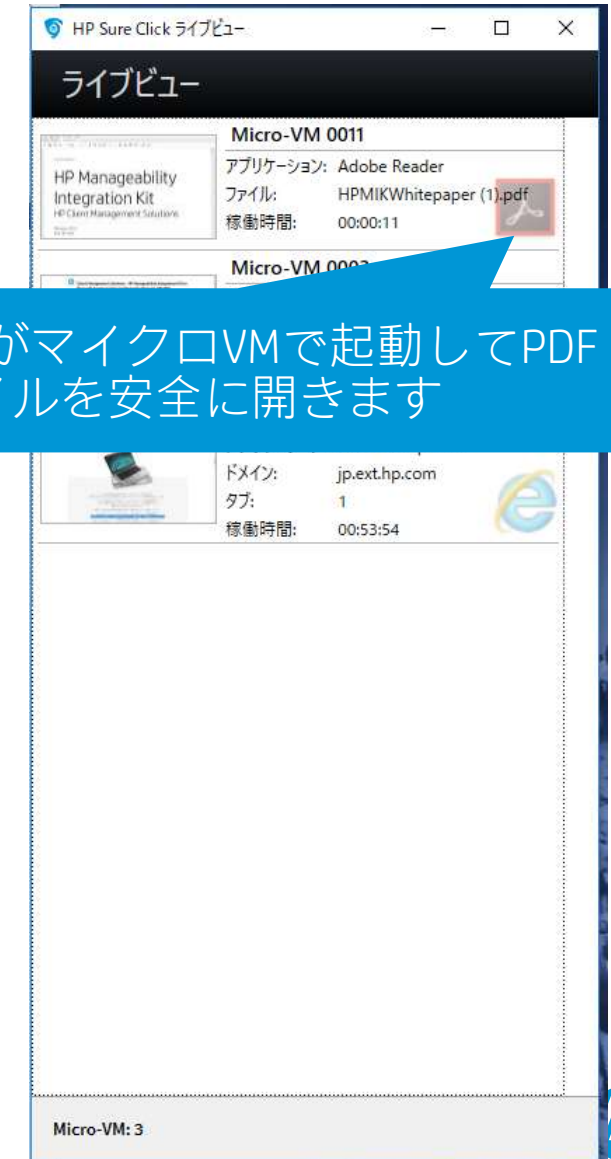 HP Sure Click ライブビュー
ライブビュー
Micro-VM 0011
HP Manageability
Integration Kit
HP Client Management Solutions
アプリケーション: Adobe Reader
ファイル: HPMIKWhitepaper (1).pdf
稼働時間: 00:00:11
Micro-VM
がマイクロVMで起動してPDF
イルを安全に開きます
ドメイン: jp.ext.hp.com
タブ: 1
稼働時間: 00:53:54
Micro-VM: 3